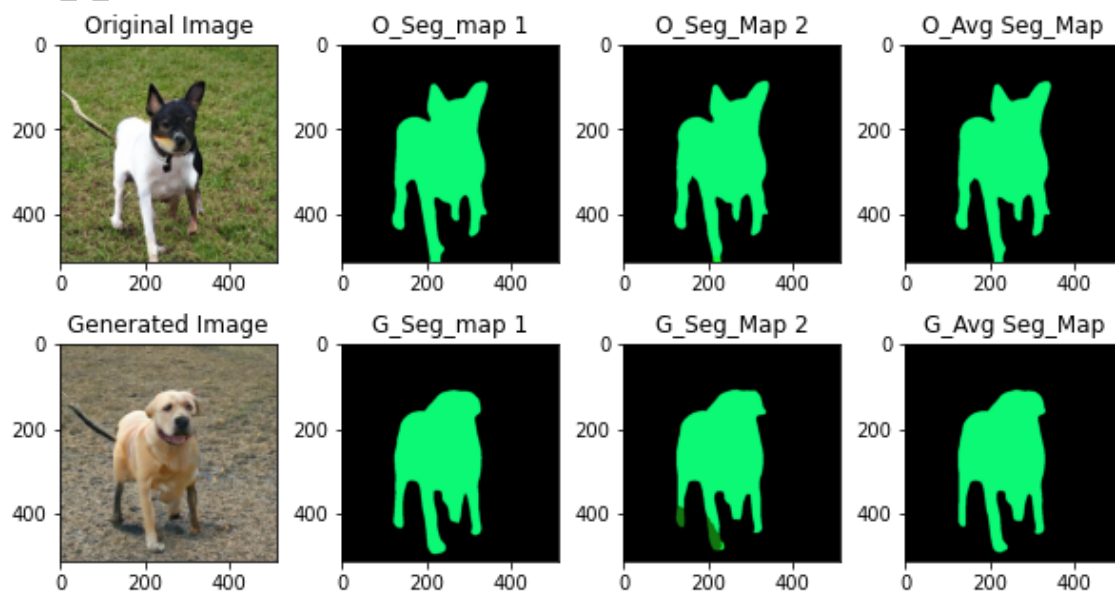 Original Image O_Seg_map 1 O_Seg_Map 2 O_Avg Seg_Map
0 0 0 0
200 200 200 200
400 400 400 400
0 200 400 0 200 400 0 200 400 0 200 400
Generated Image G_Seg_map 1 G_Seg_Map 2 G_Avg Seg_Map
0 0 0 0
200 200 200 200
400 400 400 400
0 200 400 0 200 400 0 200 400 0 200 400